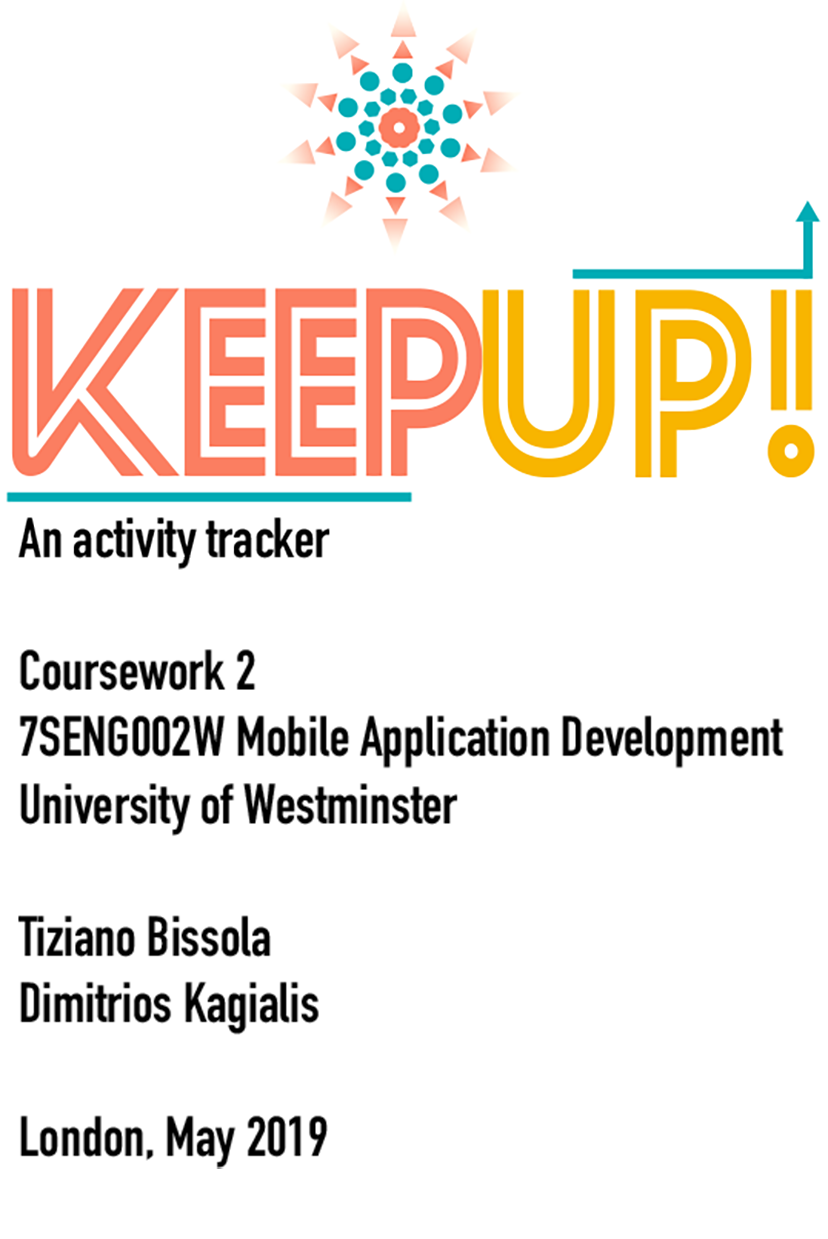 KEEPUP!
An activity tracker
Coursework 2
7SENG002W Mobile Application Development
University of Westminster
Tiziano Bissola
Dimitrios Kagialis
London, May 2019